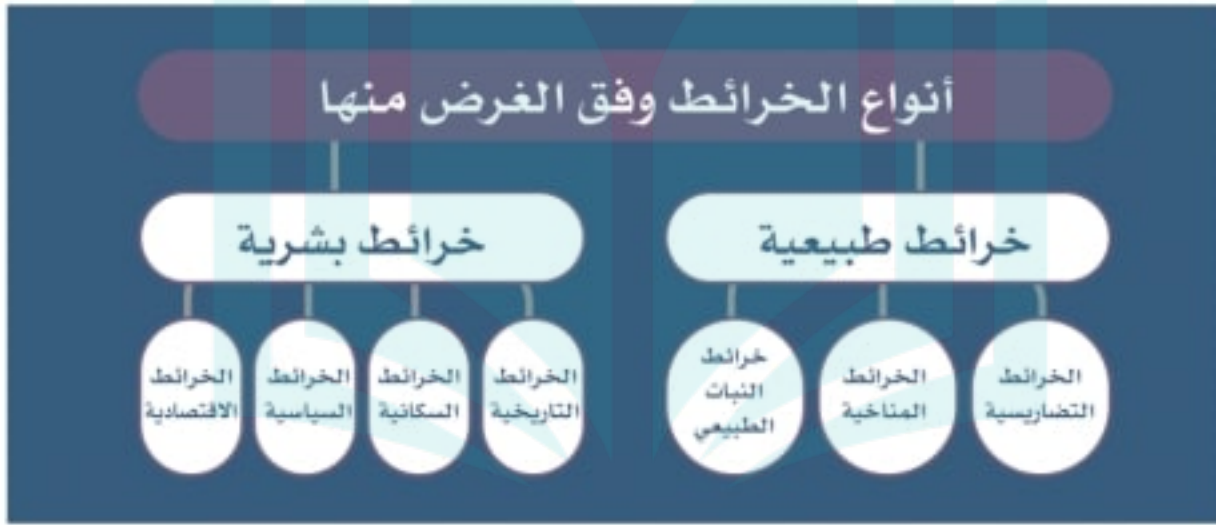 أنواع الخرائط وفق الغرض منها
خرائط طبيعية
خرائط بشرية
الخرائط
التضاريسية
الخرائط
المناخية
خرائط
النبات
الطبيعي
الخرائط
التاريخية
الخرائط
السكانية
الخرائط
السياسية
الخرائط
الاقتصادية